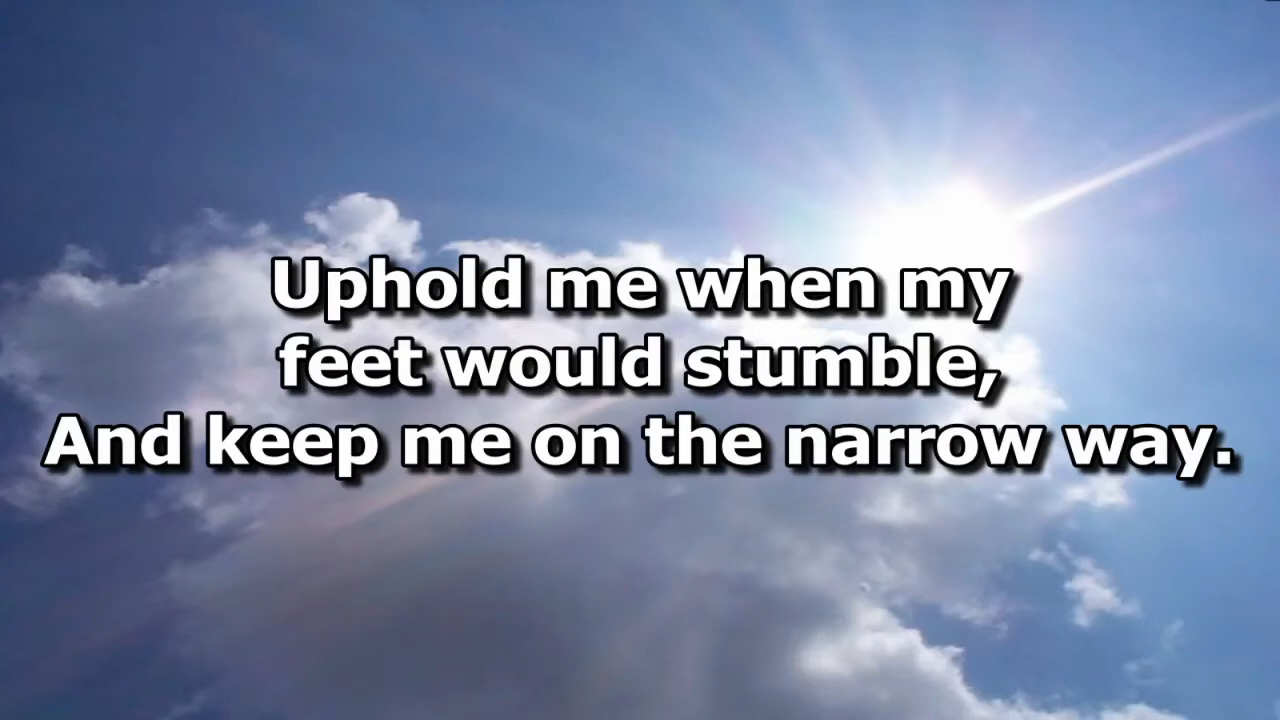 Uphold me when my
feet would stumble,
And keep me on the narrow way.